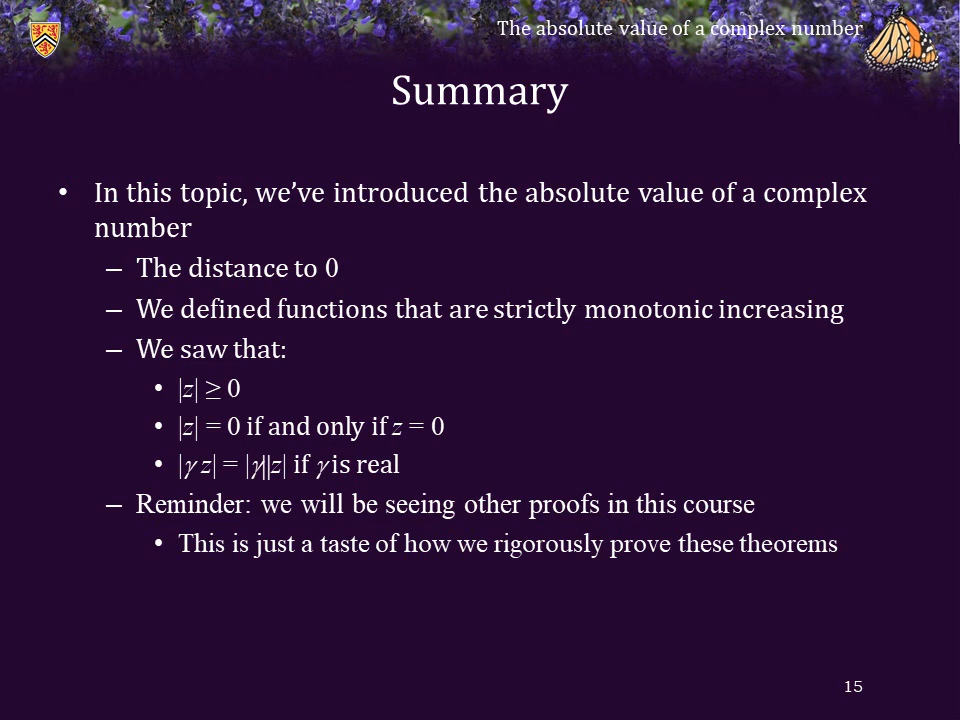 The absolute value of a complex number
Summary
• In this topic, we’ve introduced the absolute value of a complex
number
– The distance to 0
– We defined functions that are strictly monotonic increasing
– We saw that:
• |z| ≥ 0
• |z| = 0 if and only if z = 0
• |γ z| = |γ||z| if γ is real
– Reminder: we will be seeing other proofs in this course
• This is just a taste of how we rigorously prove these theorems
15